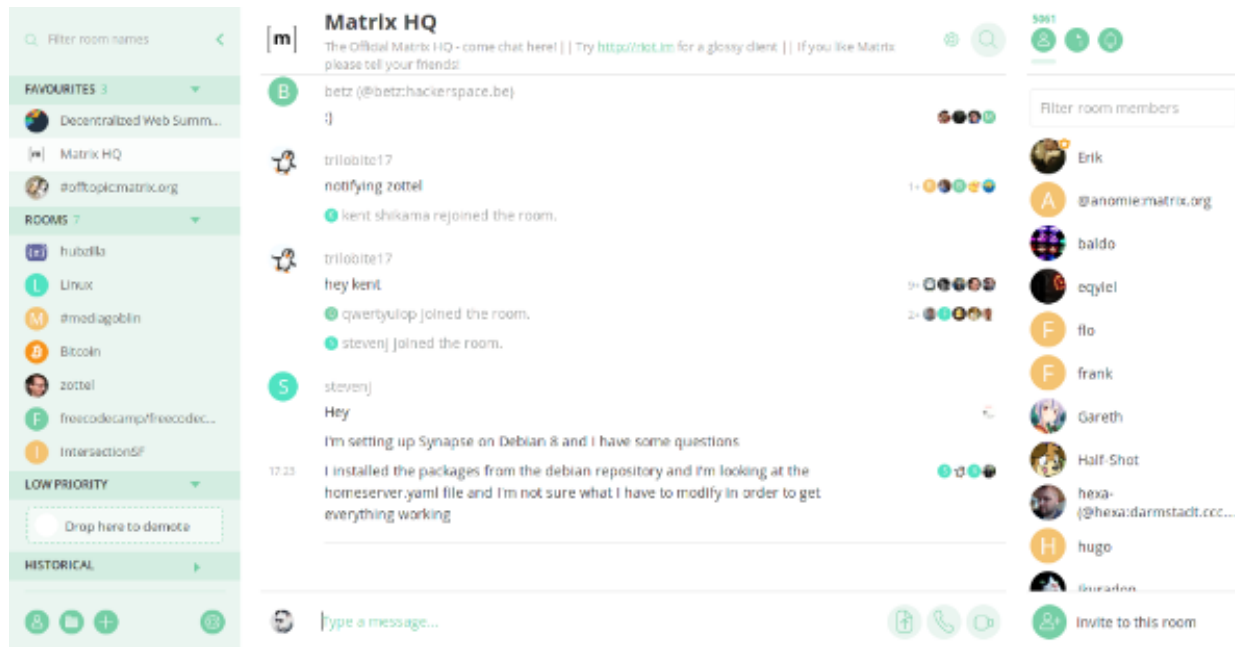 Filter room names
FAVOURITES 3
Decentralized Web Summ...
[m] Matrix HQ
#offtopic:matrix.org
ROOMS 7
hubzilla
L Linux
M #mediagoblin
Bitcoin
zottel
F freecodecamp/freecodec...
I IntersectionSF
LOW PRIORITY
Drop here to demote
HISTORICAL
[m]
Matrix HQ
The Official Matrix HQ - come chat here! || Try http://riot.im for a glossy client || If you like Matrix
please tell your friends!
B
betz (@betz:hackerspace.be)
:)
trilobite17
notifying zottel
1+
kent shikama rejoined the room.
trilobite17
hey kent
9+
qwertyuiop joined the room.
2+
stevenj joined the room.
S
stevenj
Hey
I'm setting up Synapse on Debian 8 and I have some questions
17:23
I installed the packages from the debian repository and I'm looking at the
homeserver.yaml file and I'm not sure what I have to modify in order to get
everything working
Type a message...
5061
Filter room members
Erik
A @anomie:matrix.org
baldo
eqyiel
F flo
F frank
Gareth
Half-Shot
hexa-
(@hexa:darmstadt.ccc...
H hugo
Invite to this room